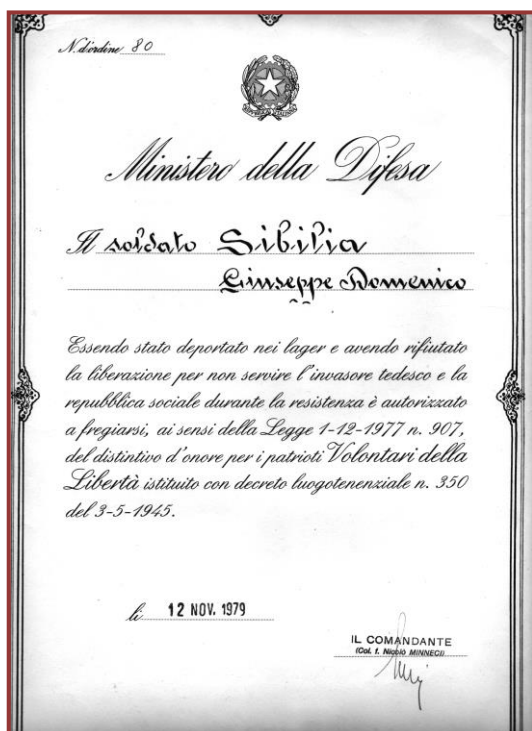 N. d'ordine 80
REPVBBLICA ITALIANA
Ministero della Difesa
Il soldato Sibilia
Giuseppe Domenico
Essendo stato deportato nei lager e avendo rifiutato
la liberazione per non servire l'invasore tedesco e la
repubblica sociale durante la resistenza è autorizzato
a fregiarsi, ai sensi della Legge 1-12-1977 n. 907,
del distintivo d'onore per i patrioti Volontari della
Libertà istituito con decreto luogotenenziale n. 350
del 3-5-1945.
li 12 NOV. 1979
IL COMANDANTE
(Col. f. Nicolò MINNECI)